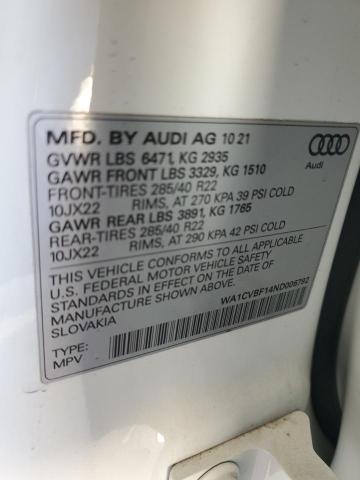 MFD. BY AUDI AG 10 21
GVWR LBS 6471, KG 2935
GAWR FRONT LBS 3329, KG 1510
FRONT-TIRES 285/40 R22
10JX22 RIMS, AT 270 KPA 39 PSI COLD
GAWR REAR LBS 3891, KG 1765
REAR-TIRES 285/40 R22
10JX22 RIMS, AT 290 KPA 42 PSI COLD
THIS VEHICLE CONFORMS TO ALL APPLICABLE
U.S. FEDERAL MOTOR VEHICLE SAFETY
STANDARDS IN EFFECT ON THE DATE OF
MANUFACTURE SHOWN ABOVE.
SLOVAKIA
WA1CVBF14ND006792
TYPE:
MPV
Audi